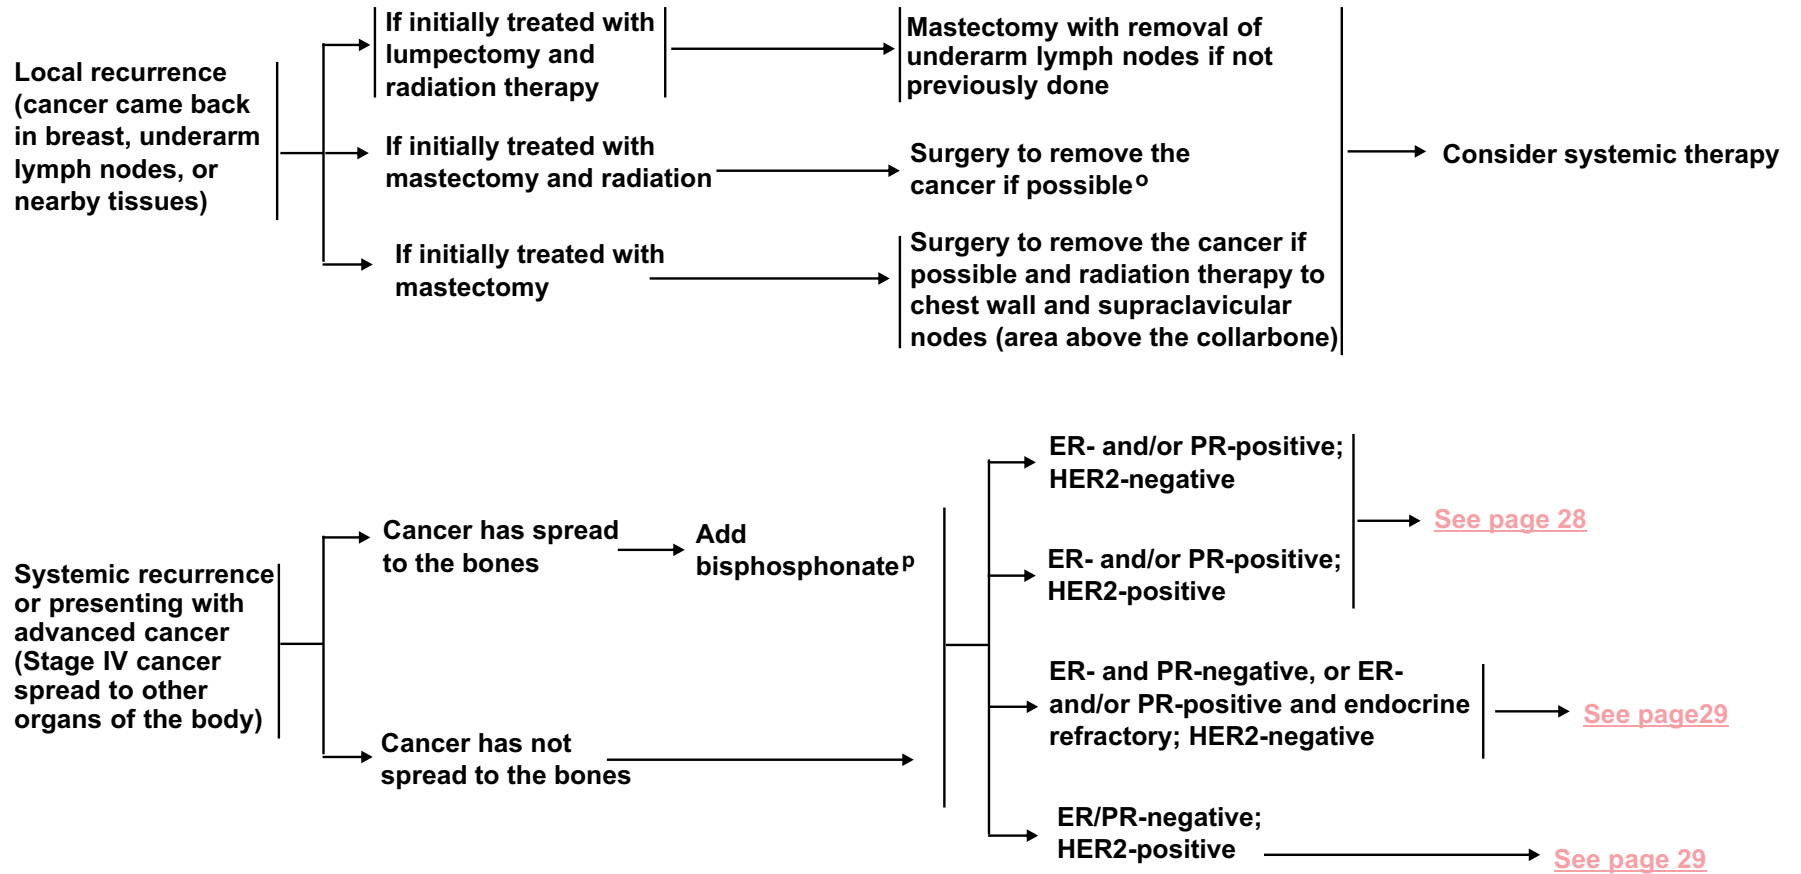 Local recurrence
(cancer came back
in breast, underarm
lymph nodes, or
nearby tissues)
If initially treated with
lumpectomy and
radiation therapy
Mastectomy with removal of
underarm lymph nodes if not
previously done
If initially treated with
mastectomy and radiation
Surgery to remove the
cancer if possibleo
If initially treated with
mastectomy
Surgery to remove the cancer if
possible and radiation therapy to
chest wall and supraclavicular
nodes (area above the collarbone)
Consider systemic therapy
Systemic recurrence
or presenting with
advanced cancer
(Stage IV cancer
spread to other
organs of the body)
Cancer has spread
to the bones
Add
bisphosphonatep
Cancer has not
spread to the bones
ER- and/or PR-positive;
HER2-negative
ER- and/or PR-positive;
HER2-positive
See page 28
ER- and PR-negative, or ER-
and/or PR-positive and endocrine
refractory; HER2-negative
See page29
ER/PR-negative;
HER2-positive
See page 29